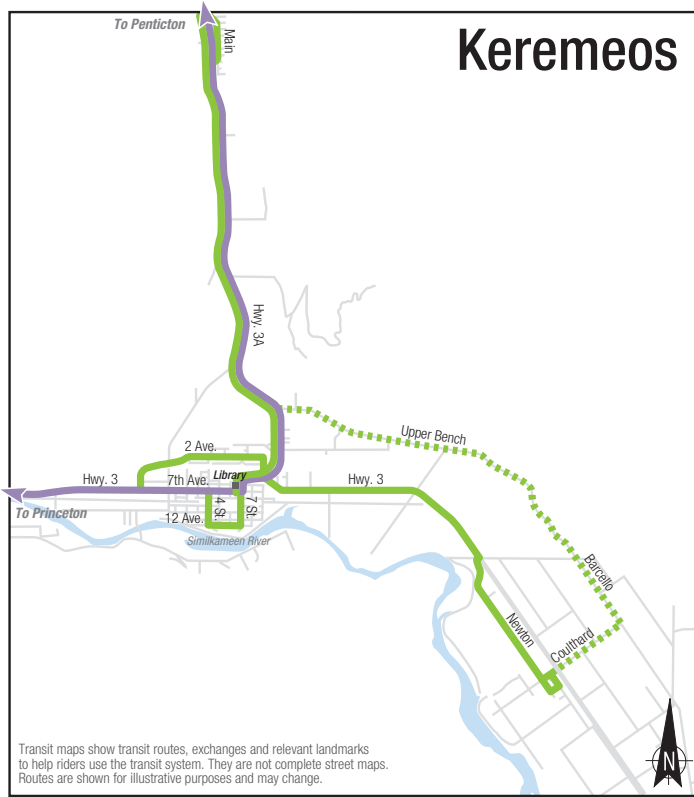 To Penticton
Main
Keremeos
Hwy. 3A
Upper Bench
2 Ave.
Library
Hwy. 3
7th Ave.
Hwy. 3
To Princeton
4 St.
7 St.
12 Ave.
Similkameen River
Barcello
Newton
Coulthard
Transit maps show transit routes, exchanges and relevant landmarks
to help riders use the transit system. They are not complete street maps.
Routes are shown for illustrative purposes and may change.
N